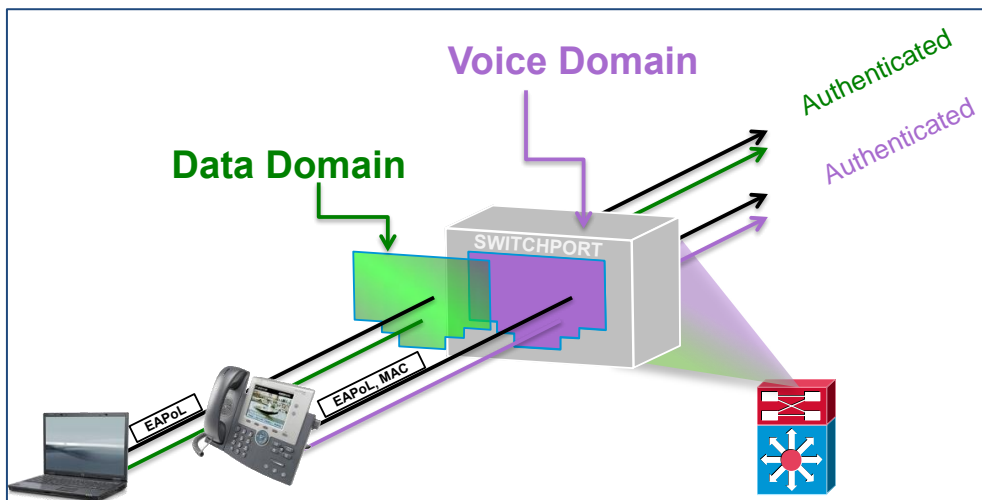 Voice Domain
Authenticated
Authenticated
Data Domain
SWITCHPORT
EAPoL
EAPoL, MAC